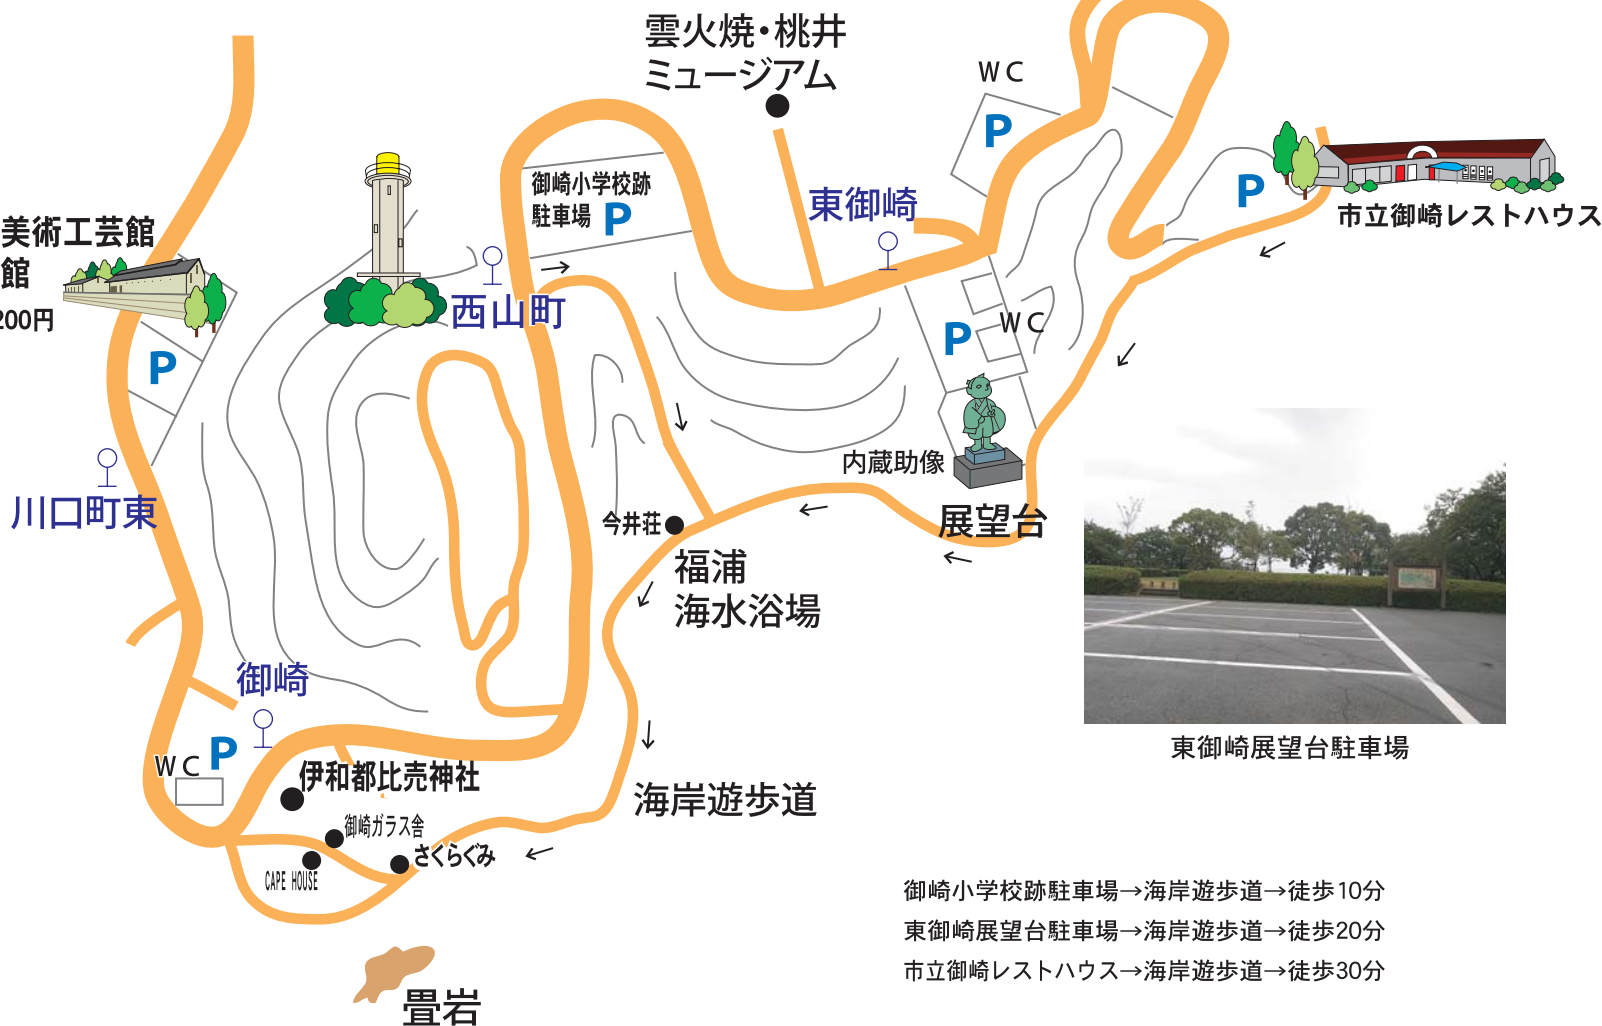 雲火焼・桃井
ミュージアム
WC
P
御崎小学校跡
駐車場 P
東御崎
P
市立御崎レストハウス
美術工芸館
館
200円
P
西山町
P
WC
川口町東
内蔵助像
展望台
今井荘
福浦
海水浴場
御崎
P
WC
伊和都比売神社
御崎ガラス舎
さくらぐみ
CAPE HOUSE
海岸遊歩道
東御崎展望台駐車場
御崎小学校跡駐車場→海岸遊歩道→徒歩10分
東御崎展望台駐車場→海岸遊歩道→徒歩20分
市立御崎レストハウス→海岸遊歩道→徒歩30分
畳岩